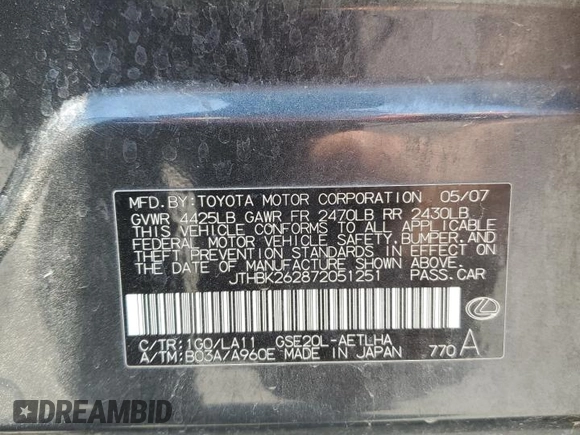 MFD.BY:TOYOTA MOTOR CORPORATION 05/07
GVWR 4425LB GAWR FR 2470LB RR 2430LB
THIS VEHICLE CONFORMS TO ALL APPLICABLE
FEDERAL MOTOR VEHICLE SAFETY, BUMPER, AND
THEFT PREVENTION STANDARDS IN EFFECT ON
THE DATE OF MANUFACTURE SHOWN ABOVE.
JTHBK262872051251 PASS.CAR
C/TR:1G0/LA11 GSE20L-AETLHA
A/TM:B03A/A960E MADE IN JAPAN 770 A
DREAMBID